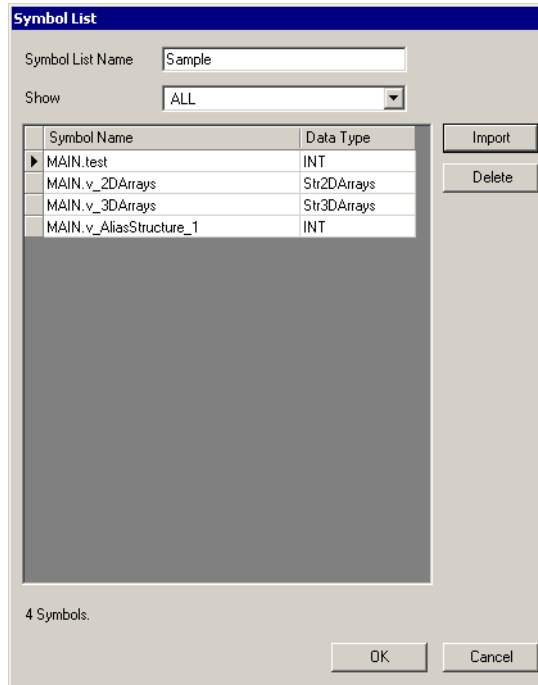 Symbol List
Symbol List Name Sample
Show ALL
Symbol Name Data Type Import
MAIN.test INT
MAIN.v_2DArrays Str2DArrays Delete
MAIN.v_3DArrays Str3DArrays
MAIN.v_AliasStructure_1 INT
4 Symbols.
OK Cancel